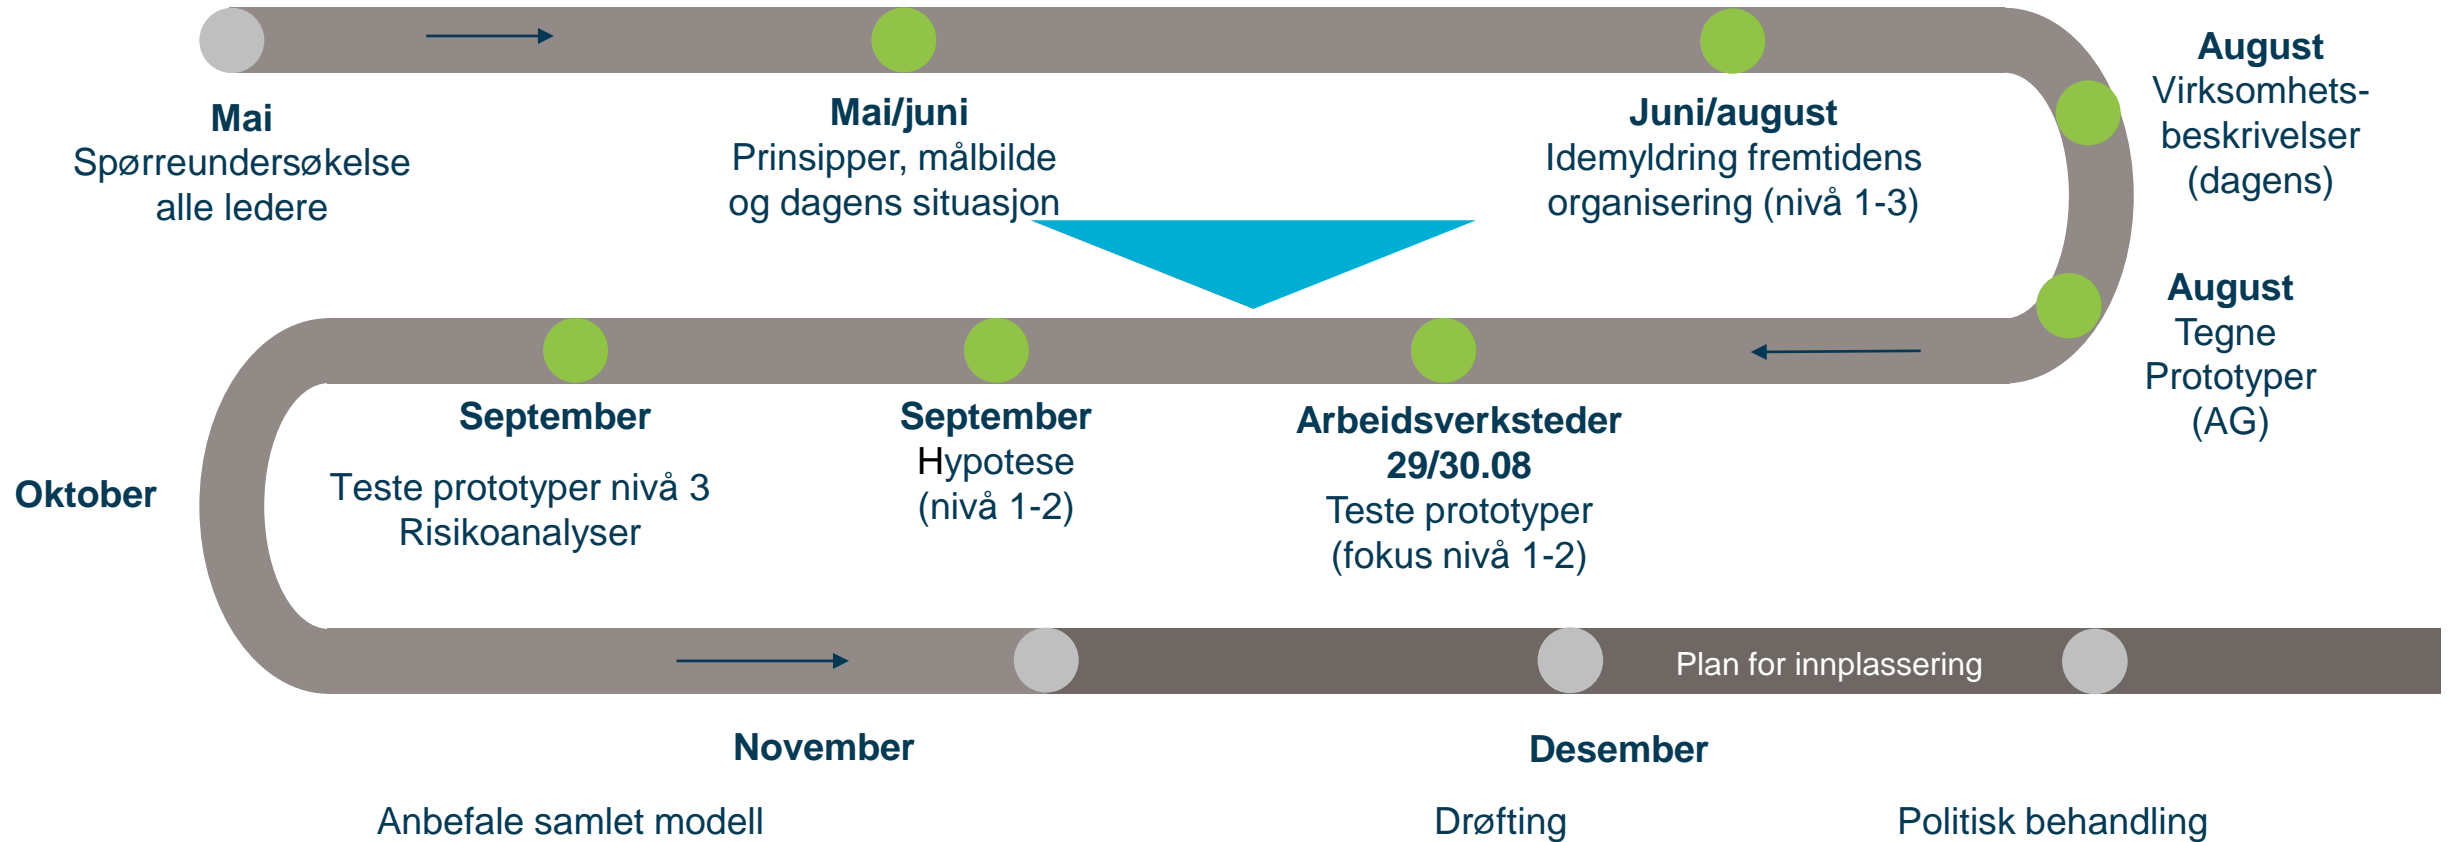 Mai
Spørreundersøkelse
alle ledere
Mai/juni
Prinsipper, målbilde
og dagens situasjon
Juni/august
Idemyldring fremtidens
organisering (nivå 1-3)
August
Virksomhets-
beskrivelser
(dagens)
August
Tegne
Prototyper
(AG)
Arbeidsverksteder
29/30.08
Teste prototyper
(fokus nivå 1-2)
September
Hypotese
(nivå 1-2)
September
Teste prototyper nivå 3
Risikoanalyser
Oktober
Plan for innplassering
November
Anbefale samlet modell
Desember
Drøfting
Politisk behandling